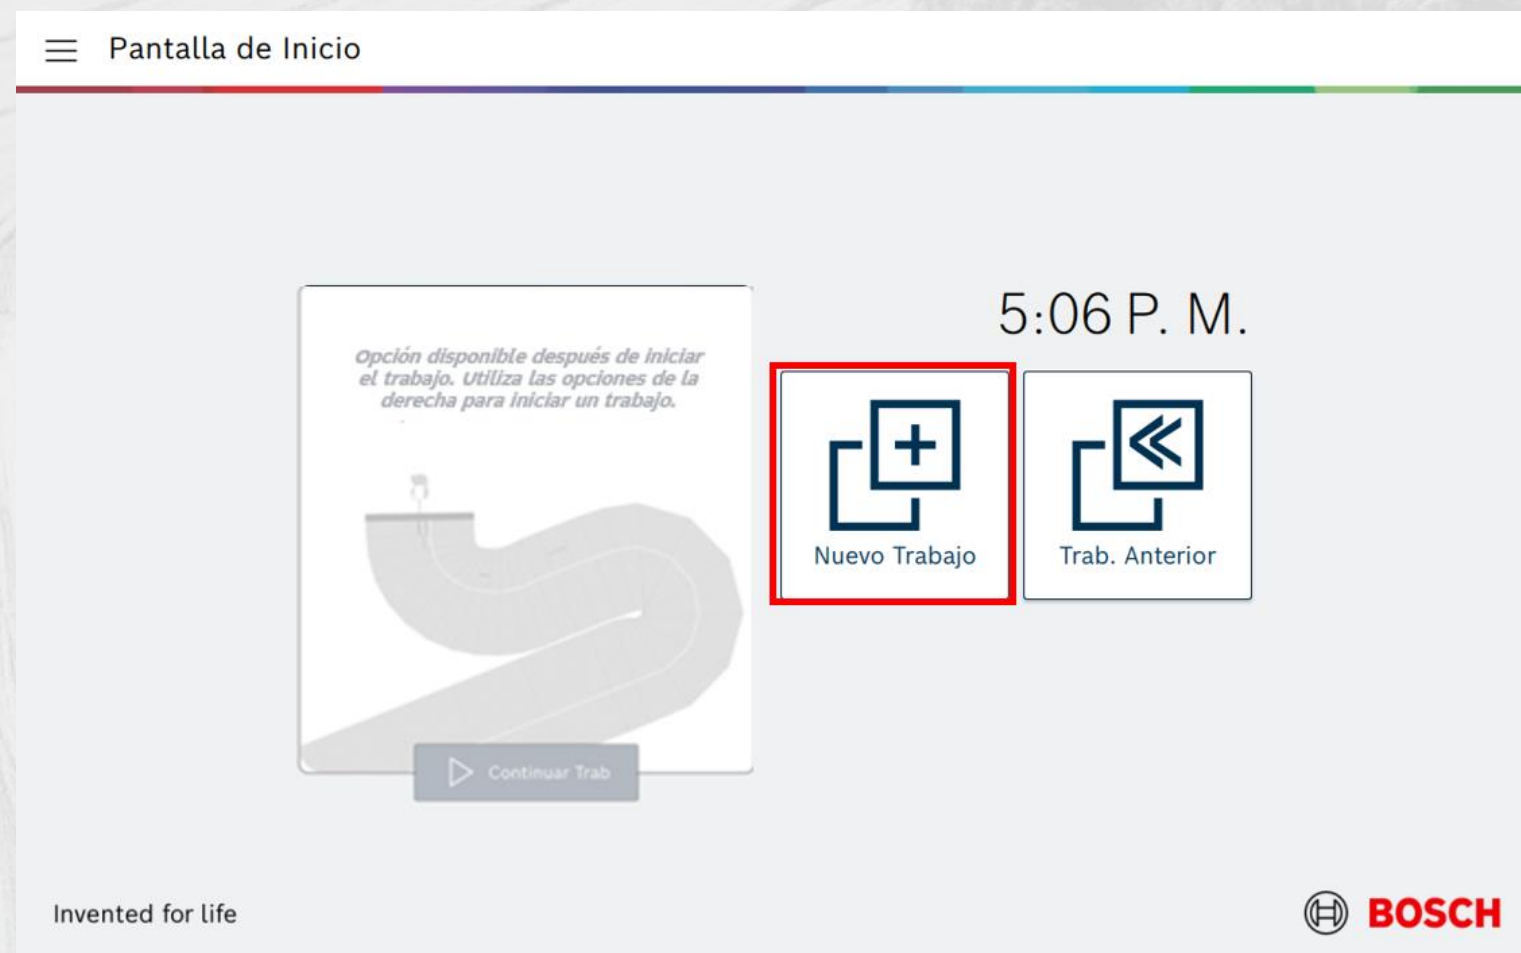 Pantalla de Inicio
Opción disponible después de iniciar
el trabajo. Utiliza las opciones de la
derecha para iniciar un trabajo.
5:06 P. M.
Nuevo Trabajo
Trab. Anterior
Continuar Trab
Invented for life
BOSCH